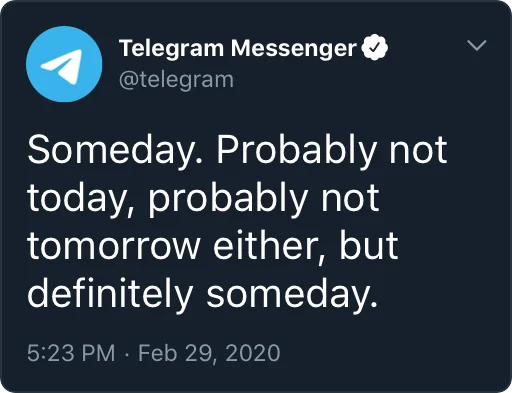 Telegram Messenger
@telegram
Someday. Probably not
today, probably not
tomorrow either, but
definitely someday.
5:23 PM · Feb 29, 2020